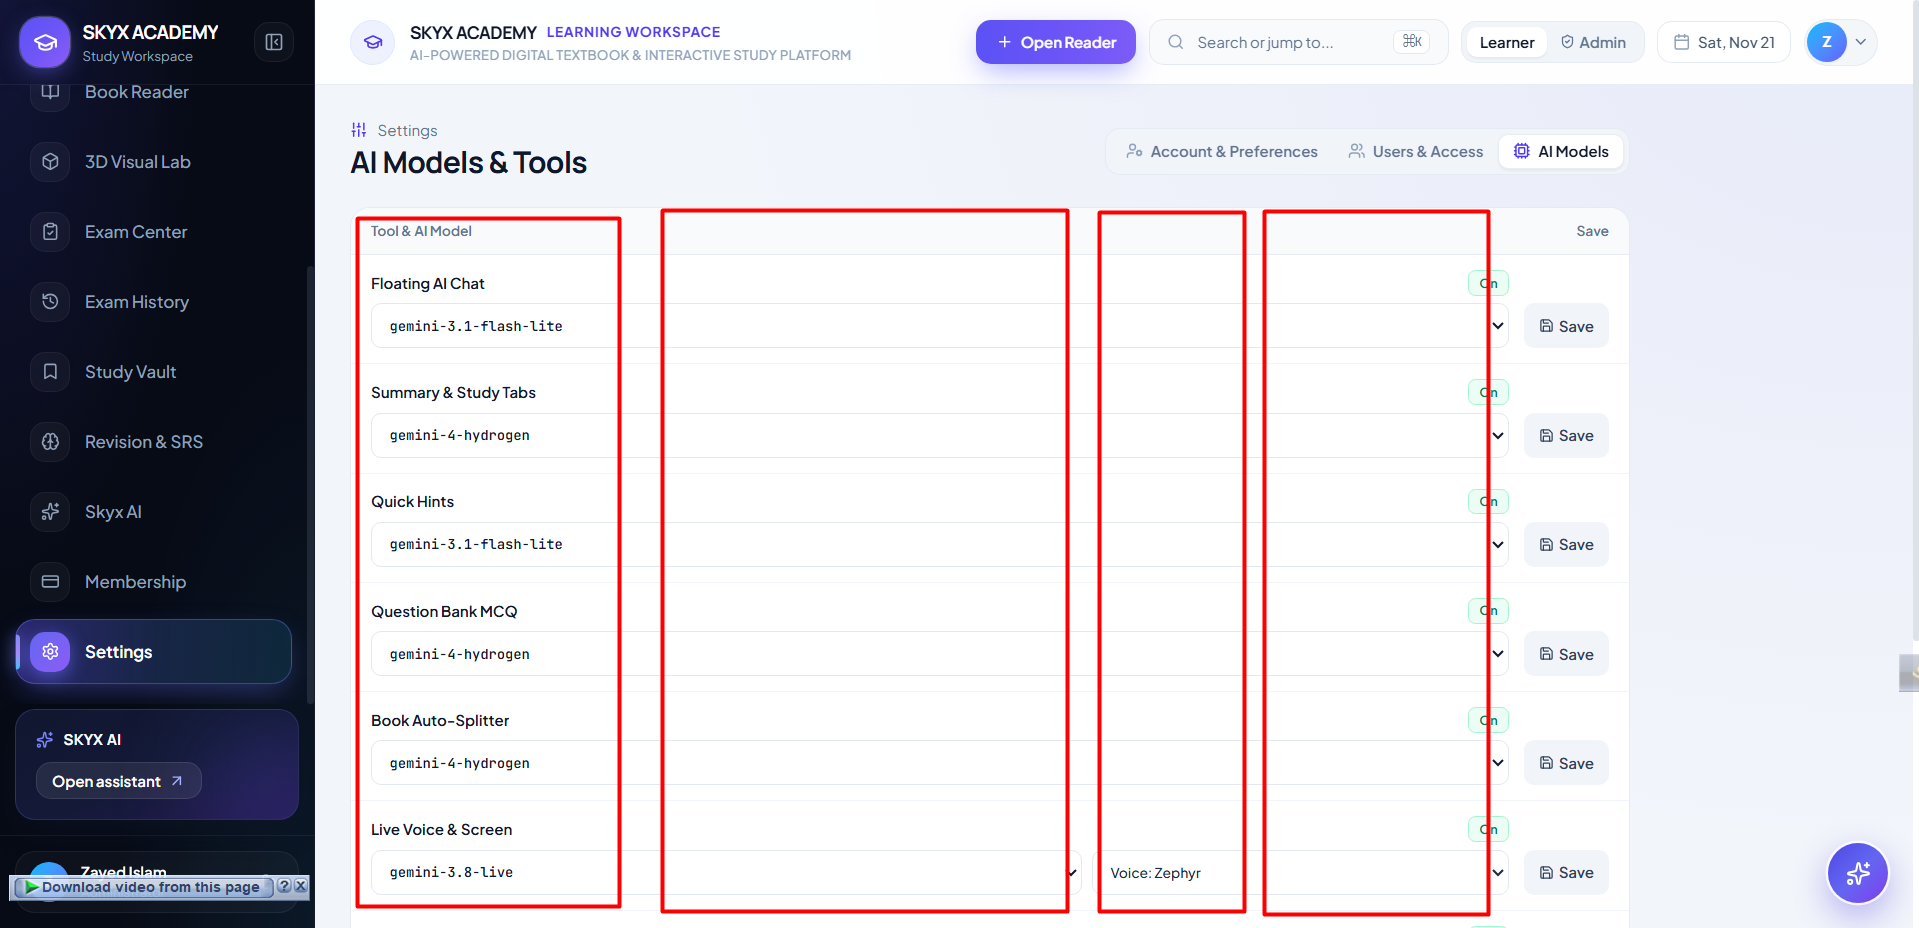 SKYX ACADEMY
Study Workspace
Book Reader
3D Visual Lab
Exam Center
Exam History
Study Vault
Revision & SRS
Skyx AI
Membership
Settings
SKYX AI
Open assistant
Zayed Islam
Download video from this page ? X
SKYX ACADEMY LEARNING WORKSPACE
AI-POWERED DIGITAL TEXTBOOK & INTERACTIVE STUDY PLATFORM
+ Open Reader
Search or jump to... ⌘K
Learner Admin
Sat, Nov 21
Z
Settings
AI Models & Tools
Account & Preferences Users & Access AI Models
Tool & AI Model Save
Floating AI Chat On
gemini-3.1-flash-lite Save
Summary & Study Tabs On
gemini-4-hydrogen Save
Quick Hints On
gemini-3.1-flash-lite Save
Question Bank MCQ On
gemini-4-hydrogen Save
Book Auto-Splitter On
gemini-4-hydrogen Save
Live Voice & Screen On
gemini-3.8-live Voice: Zephyr Save